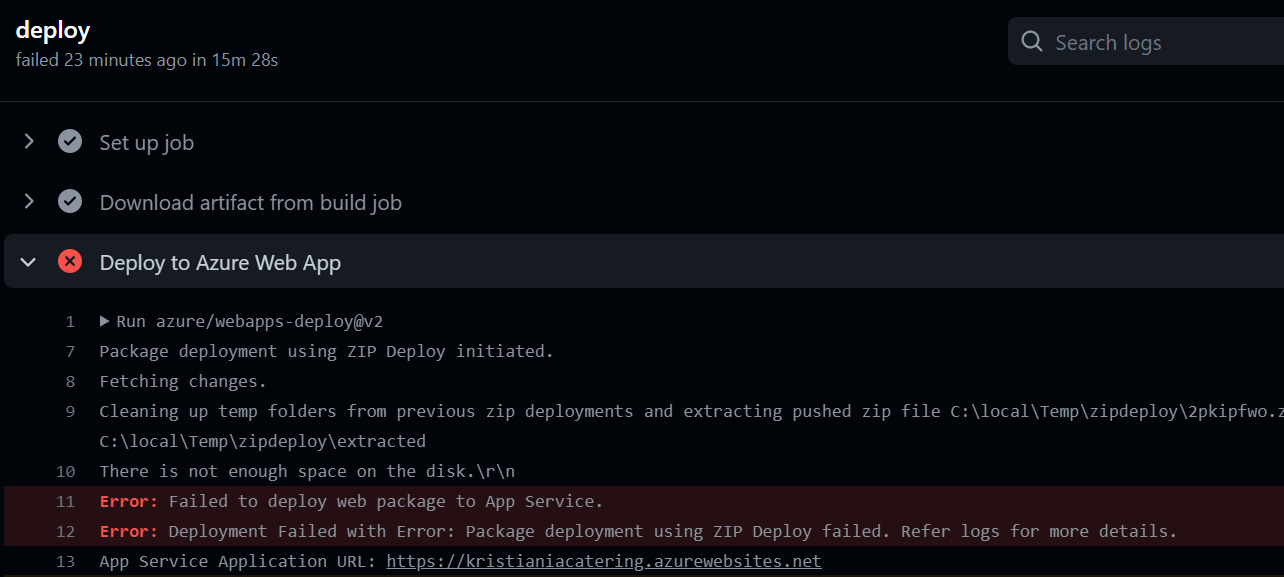 deploy
failed 23 minutes ago in 15m 28s
Search logs
Set up job
Download artifact from build job
Deploy to Azure Web App
1 Run azure/webapps-deploy@v2
7 Package deployment using ZIP Deploy initiated.
8 Fetching changes.
9 Cleaning up temp folders from previous zip deployments and extracting pushed zip file C:\local\Temp\zipdeploy\2pkipfwo.z
C:\local\Temp\zipdeploy\extracted
10 There is not enough space on the disk.\r\n
11 Error: Failed to deploy web package to App Service.
12 Error: Deployment Failed with Error: Package deployment using ZIP Deploy failed. Refer logs for more details.
13 App Service Application URL: https://kristianiacatering.azurewebsites.net